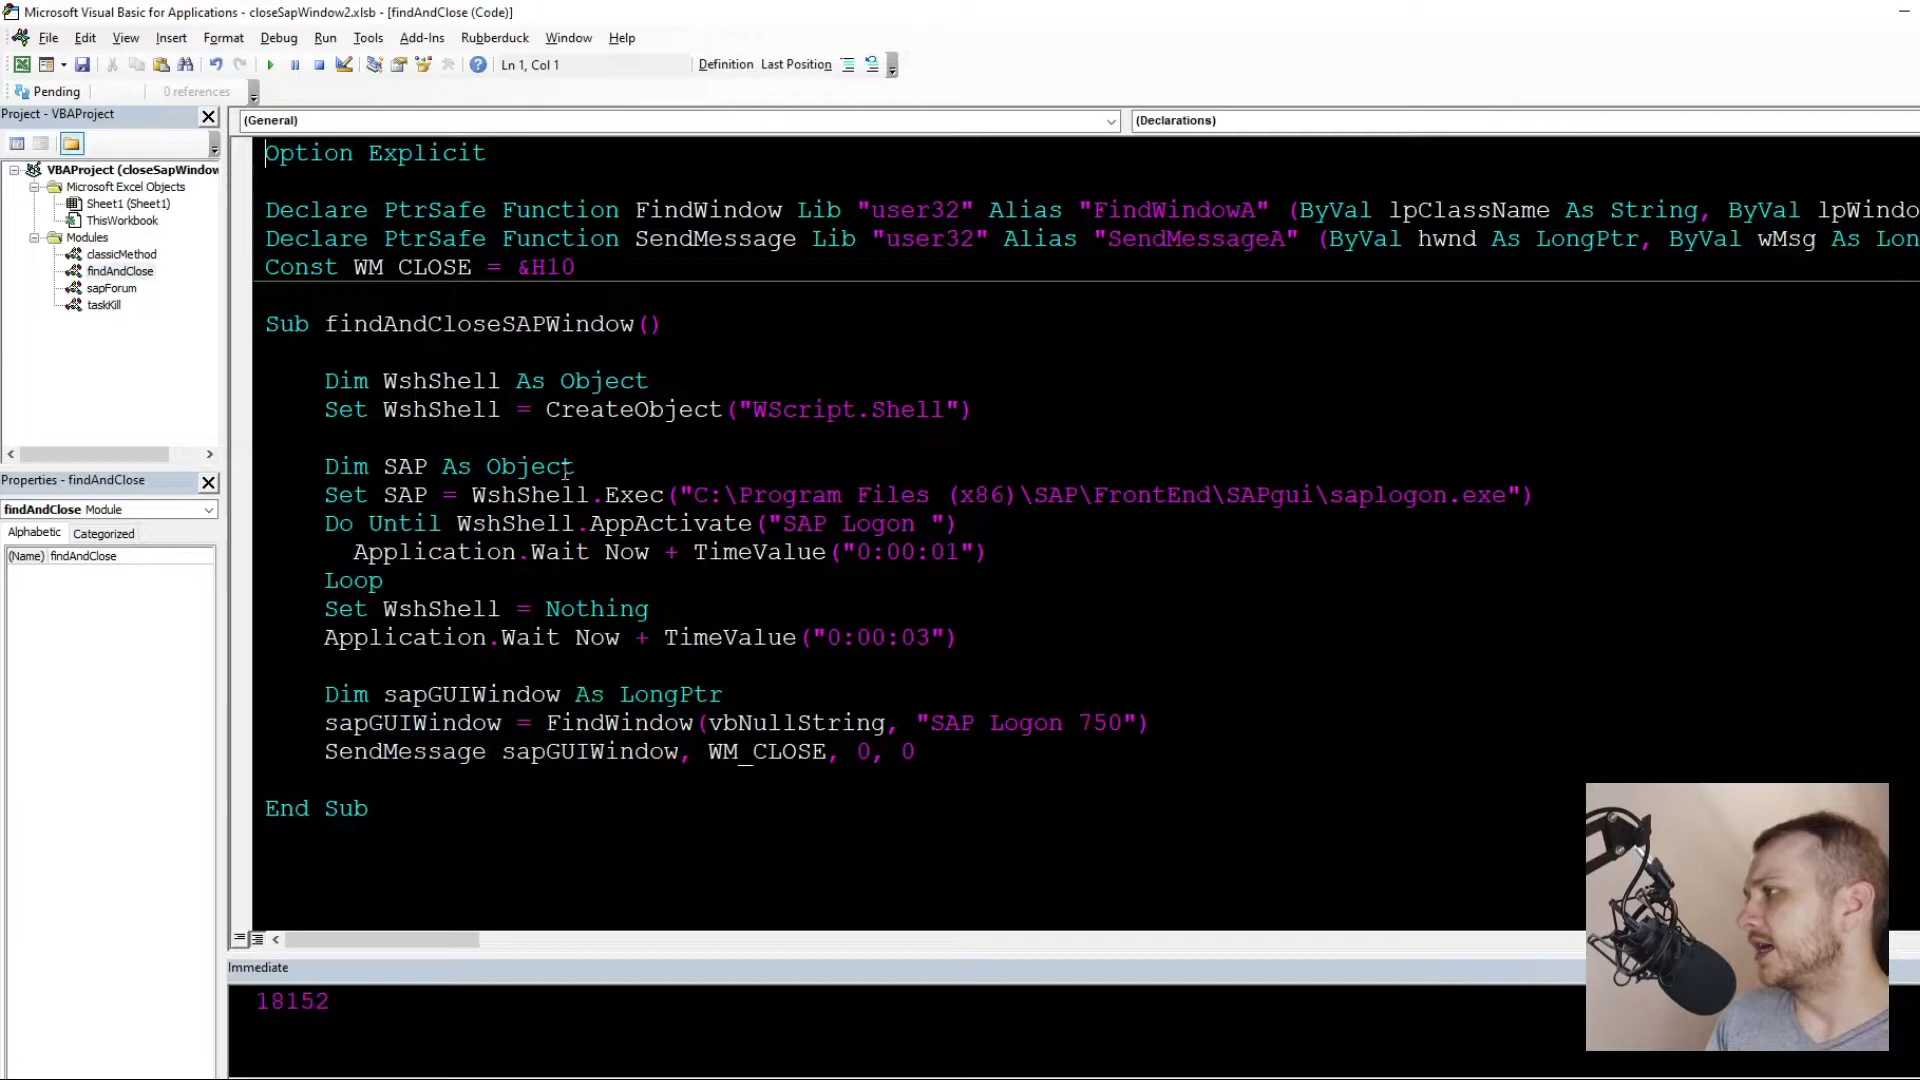 Microsoft Visual Basic for Applications - closeSapWindow2.xlsb - [findAndClose (Code)]
File Edit View Insert Format Debug Run Tools Add-Ins Rubberduck Window Help
Ln 1, Col 1 Definition Last Position
Pending 0 references
Project - VBAProject
VBAProject (closeSapWindow
Microsoft Excel Objects
Sheet1 (Sheet1)
ThisWorkbook
Modules
classicMethod
findAndClose
sapForum
taskKill
Properties - findAndClose
findAndClose Module
Alphabetic Categorized
(Name) findAndClose
(General) (Declarations)
Option Explicit
Declare PtrSafe Function FindWindow Lib "user32" Alias "FindWindowA" (ByVal lpClassName As String, ByVal lpWindo
Declare PtrSafe Function SendMessage Lib "user32" Alias "SendMessageA" (ByVal hwnd As LongPtr, ByVal wMsg As Lon
Const WM CLOSE = &H10
Sub findAndCloseSAPWindow()
Dim WshShell As Object
Set WshShell = CreateObject("WScript.Shell")
Dim SAP As Object
Set SAP = WshShell.Exec("C:\Program Files (x86)\SAP\FrontEnd\SAPgui\saplogon.exe")
Do Until WshShell.AppActivate("SAP Logon ")
Application.Wait Now + TimeValue("0:00:01")
Loop
Set WshShell = Nothing
Application.Wait Now + TimeValue("0:00:03")
Dim sapGUIWindow As LongPtr
sapGUIWindow = FindWindow(vbNullString, "SAP Logon 750")
SendMessage sapGUIWindow, WM_CLOSE, 0, 0
End Sub
Immediate
18152